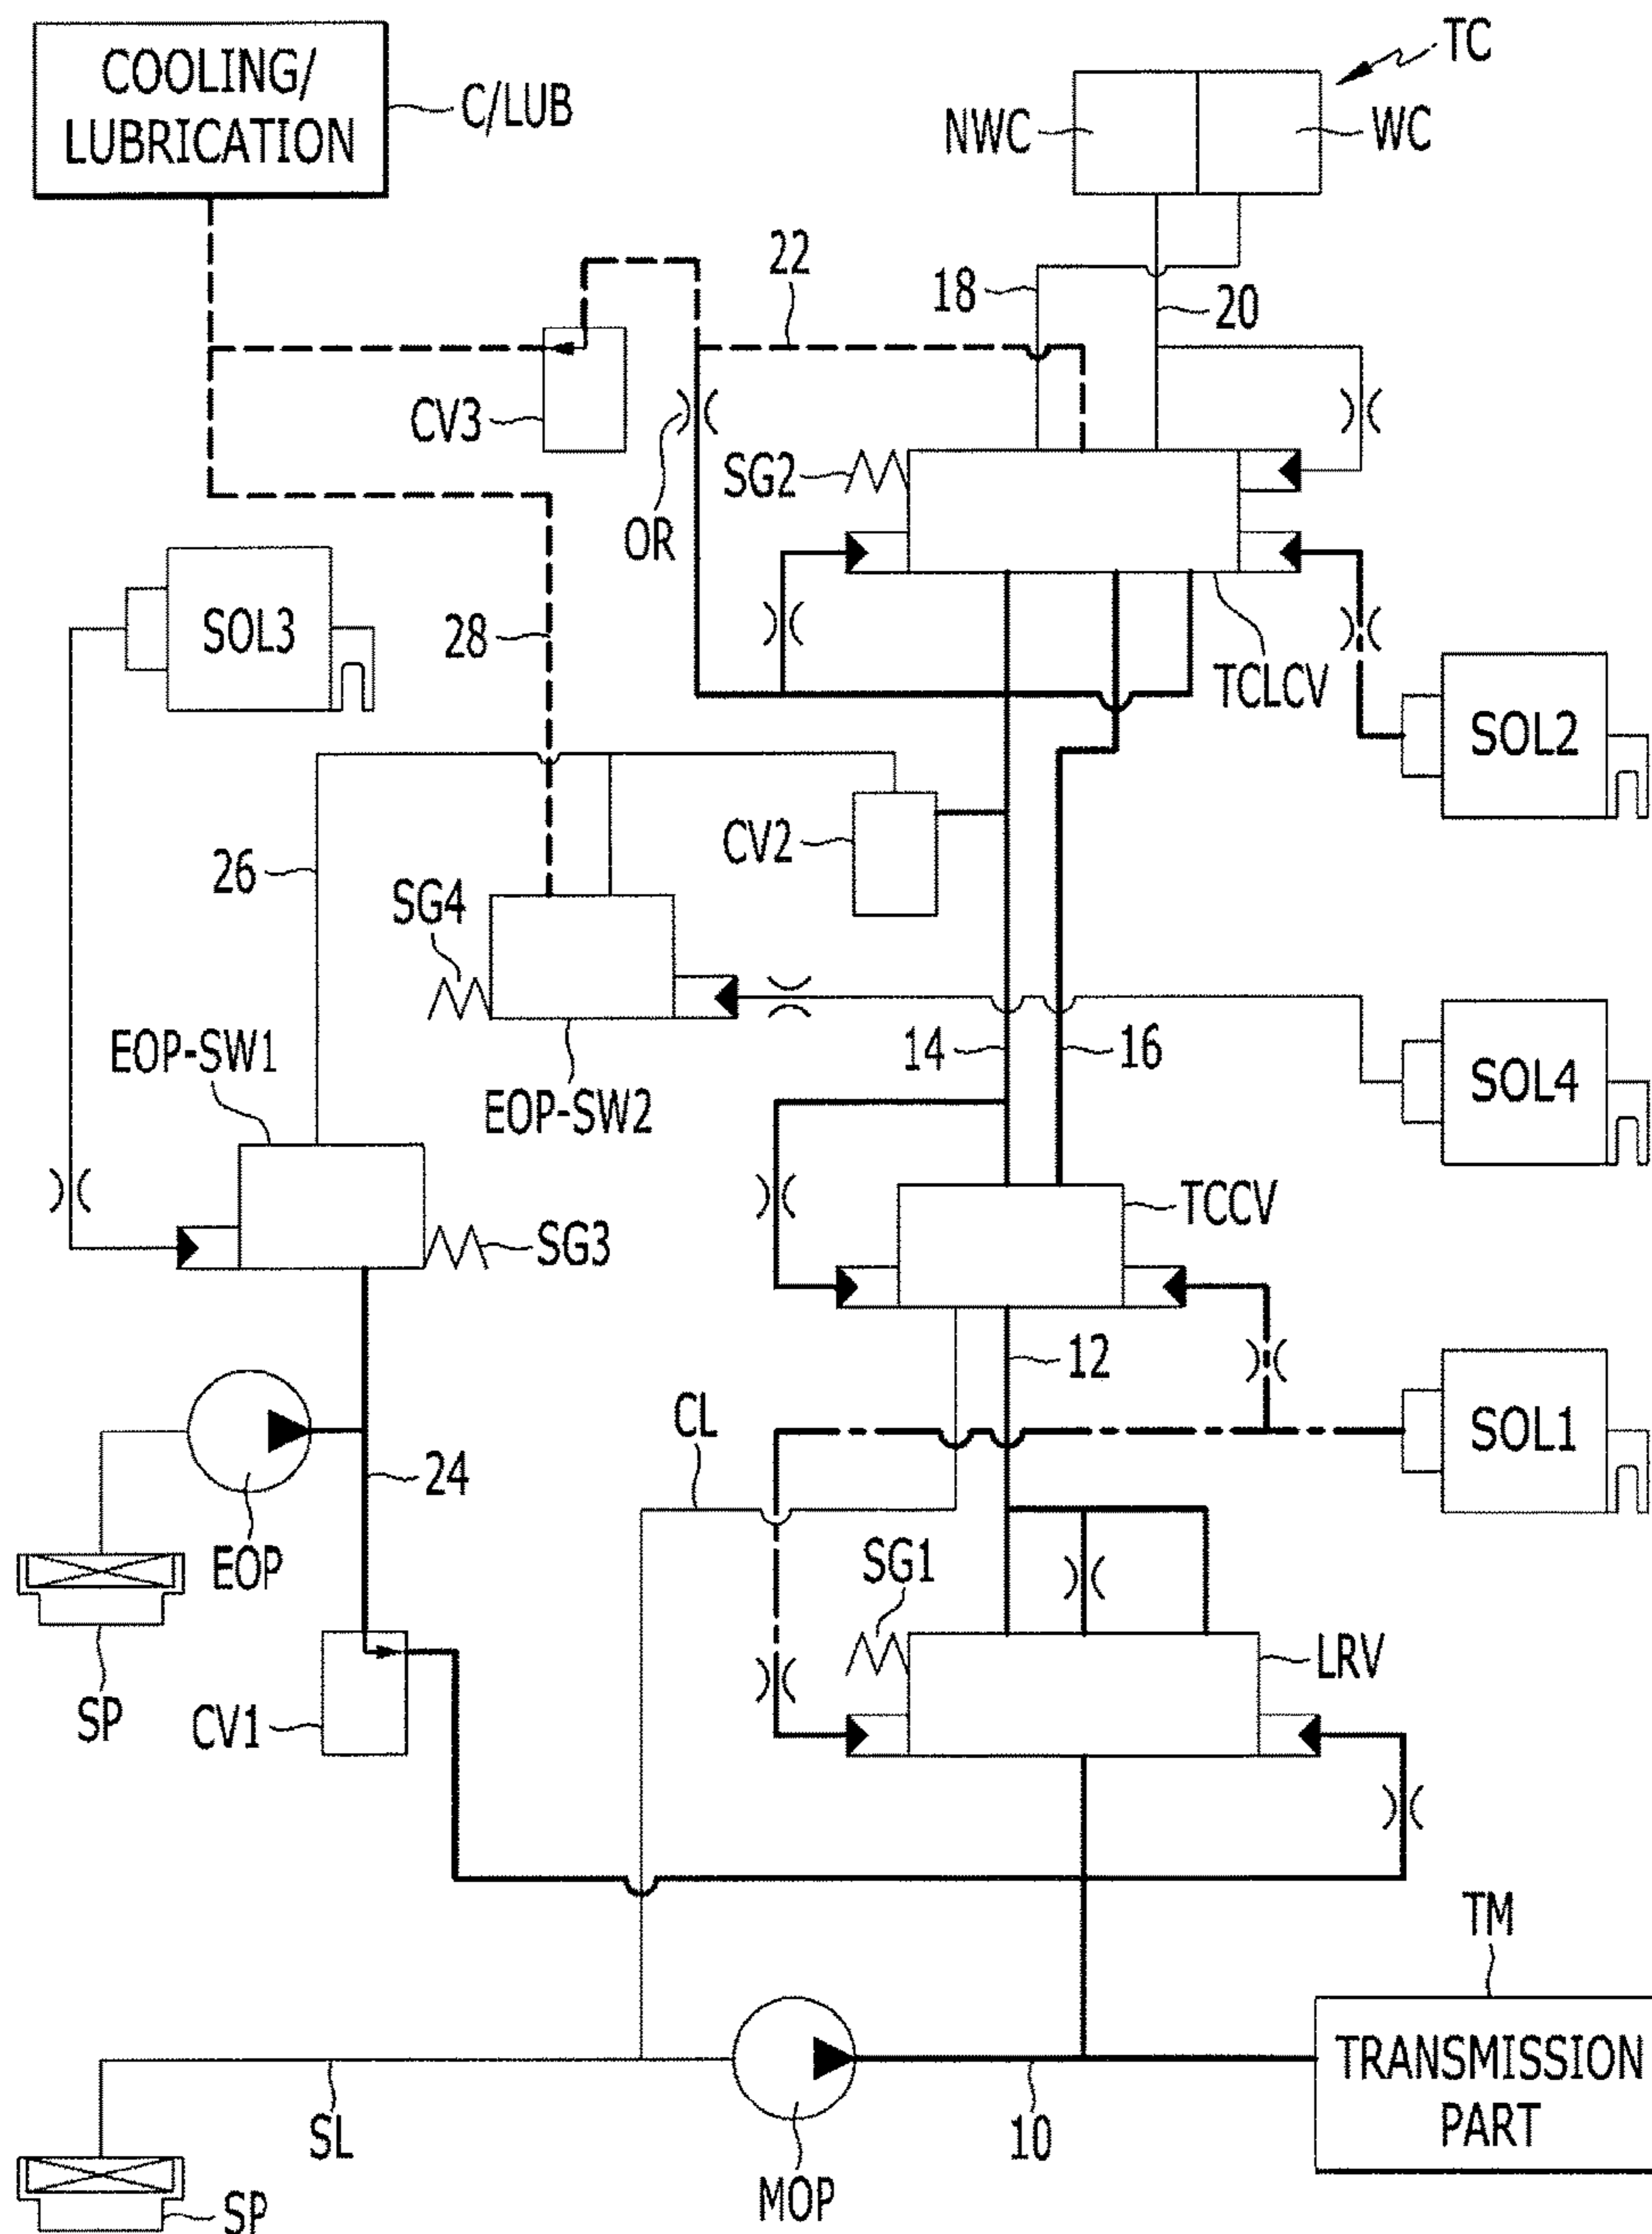 COOLING/
LUBRICATION
C/LUB
TC
NWC
WC
22
18
20
CV3
SG2
OR
SOL3
28
TCLCV
SOL2
CV2
26
SG4
EOP-SW1
14
16
SOL4
EOP-SW2
TCCV
SG3
12
CL
SOL1
24
EOP
SG1
LRV
SP
CV1
TM
TRANSMISSION
PART
SL
10
MOP
SP